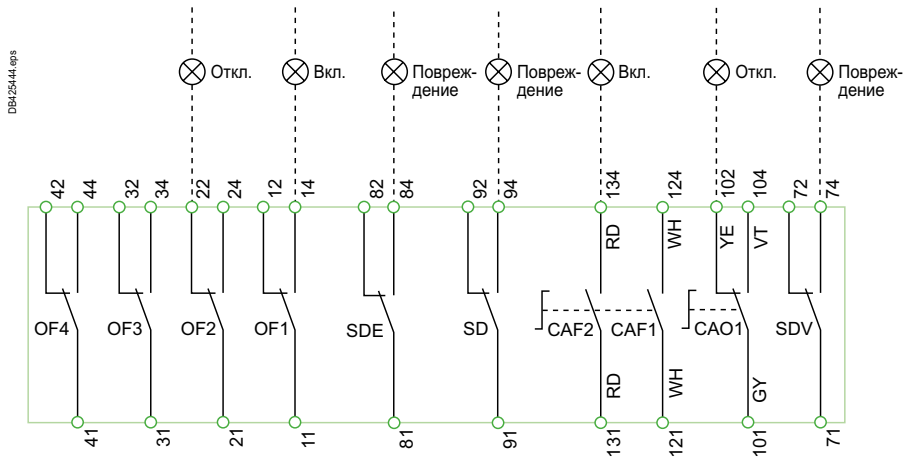 DB425444.eps
Откл.
Вкл.
Повреж-
дение
Повреж-
дение
Вкл.
Откл.
Повреж-
дение
42 44 32 34 22 24 12 14 82 84 92 94 134 124 102 104 72 74
RD WH YE VT
OF4 OF3 OF2 OF1 SDE SD CAF2 CAF1 CAO1 SDV
RD WH GY
41 31 21 11 81 91 131 121 101 71